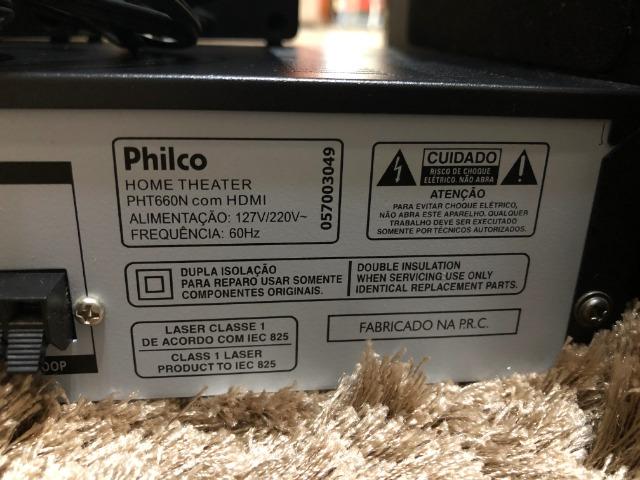 Philco
HOME THEATER
PHT660N com HDMI
ALIMENTAÇÃO: 127V/220V~
FREQUÊNCIA: 60Hz
057003049
CUIDADO
RISCO DE CHOQUE
ELÉTRICO. NÃO ABRA
ATENÇÃO
PARA EVITAR CHOQUE ELÉTRICO,
NÃO ABRA ESTE APARELHO. QUALQUER
TRABALHO DEVE SER EXECUTADO
SOMENTE POR TÉCNICOS AUTORIZADOS.
DUPLA ISOLAÇÃO
PARA REPARO USAR SOMENTE
COMPONENTES ORIGINAIS.
DOUBLE INSULATION
WHEN SERVICING USE ONLY
IDENTICAL REPLACEMENT PARTS.
LASER CLASSE 1
DE ACORDO COM IEC 825
CLASS 1 LASER
PRODUCT TO IEC 825
FABRICADO NA P.R.C.